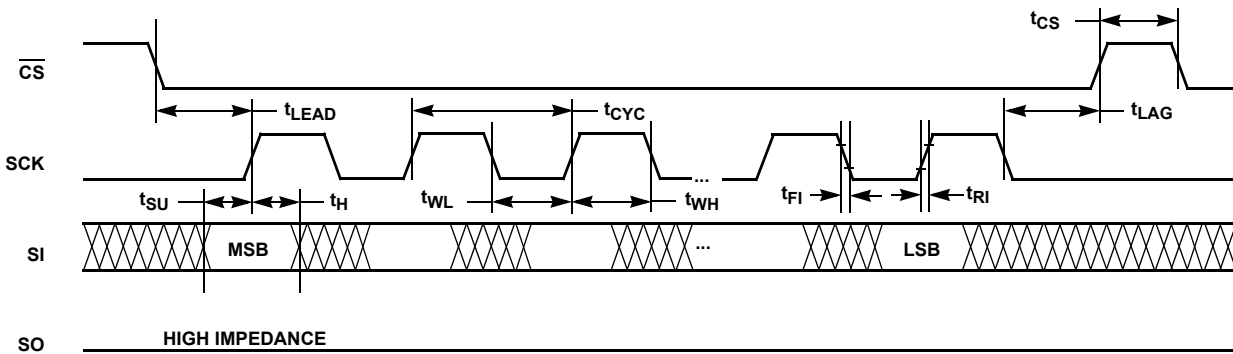 tCS
CS
tLEAD
tCYC
tLAG
SCK
...
tSU
tH
tWL
tWH
tFI
tRI
SI
MSB
...
LSB
SO
HIGH IMPEDANCE